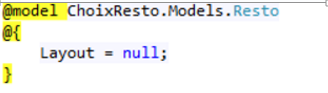 @model ChoixResto.Models.Resto
@{
    Layout = null;
}